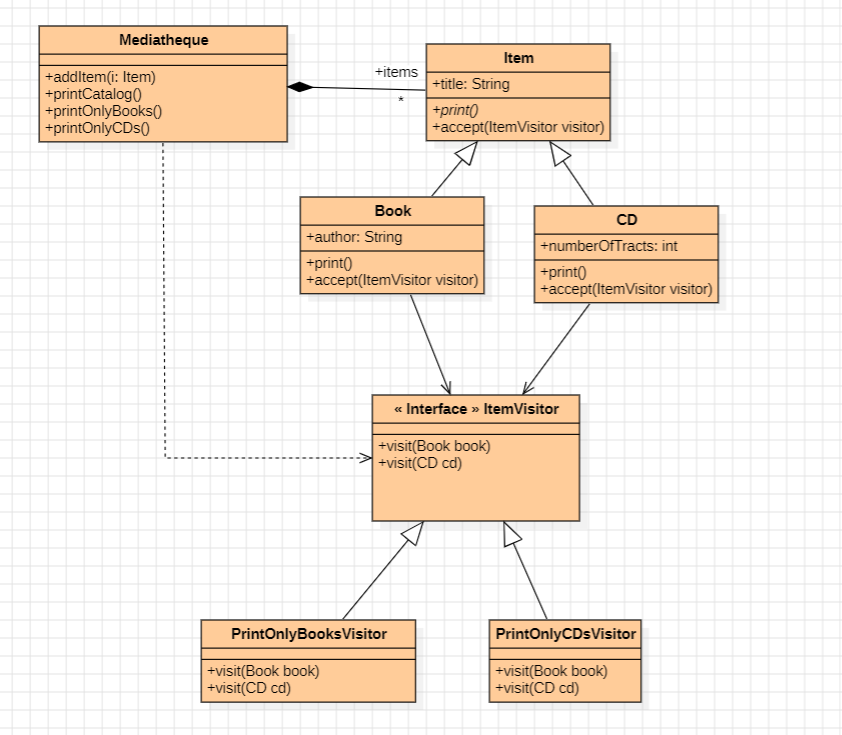 Mediatheque
+addItem(i: Item)
+printCatalog()
+printOnlyBooks()
+printOnlyCDs()
+items
*
Item
+title: String
+print()
+accept(ItemVisitor visitor)
Book
+author: String
+print()
+accept(ItemVisitor visitor)
CD
+numberOfTracts: int
+print()
+accept(ItemVisitor visitor)
« Interface » ItemVisitor
+visit(Book book)
+visit(CD cd)
PrintOnlyBooksVisitor
+visit(Book book)
+visit(CD cd)
PrintOnlyCDsVisitor
+visit(Book book)
+visit(CD cd)